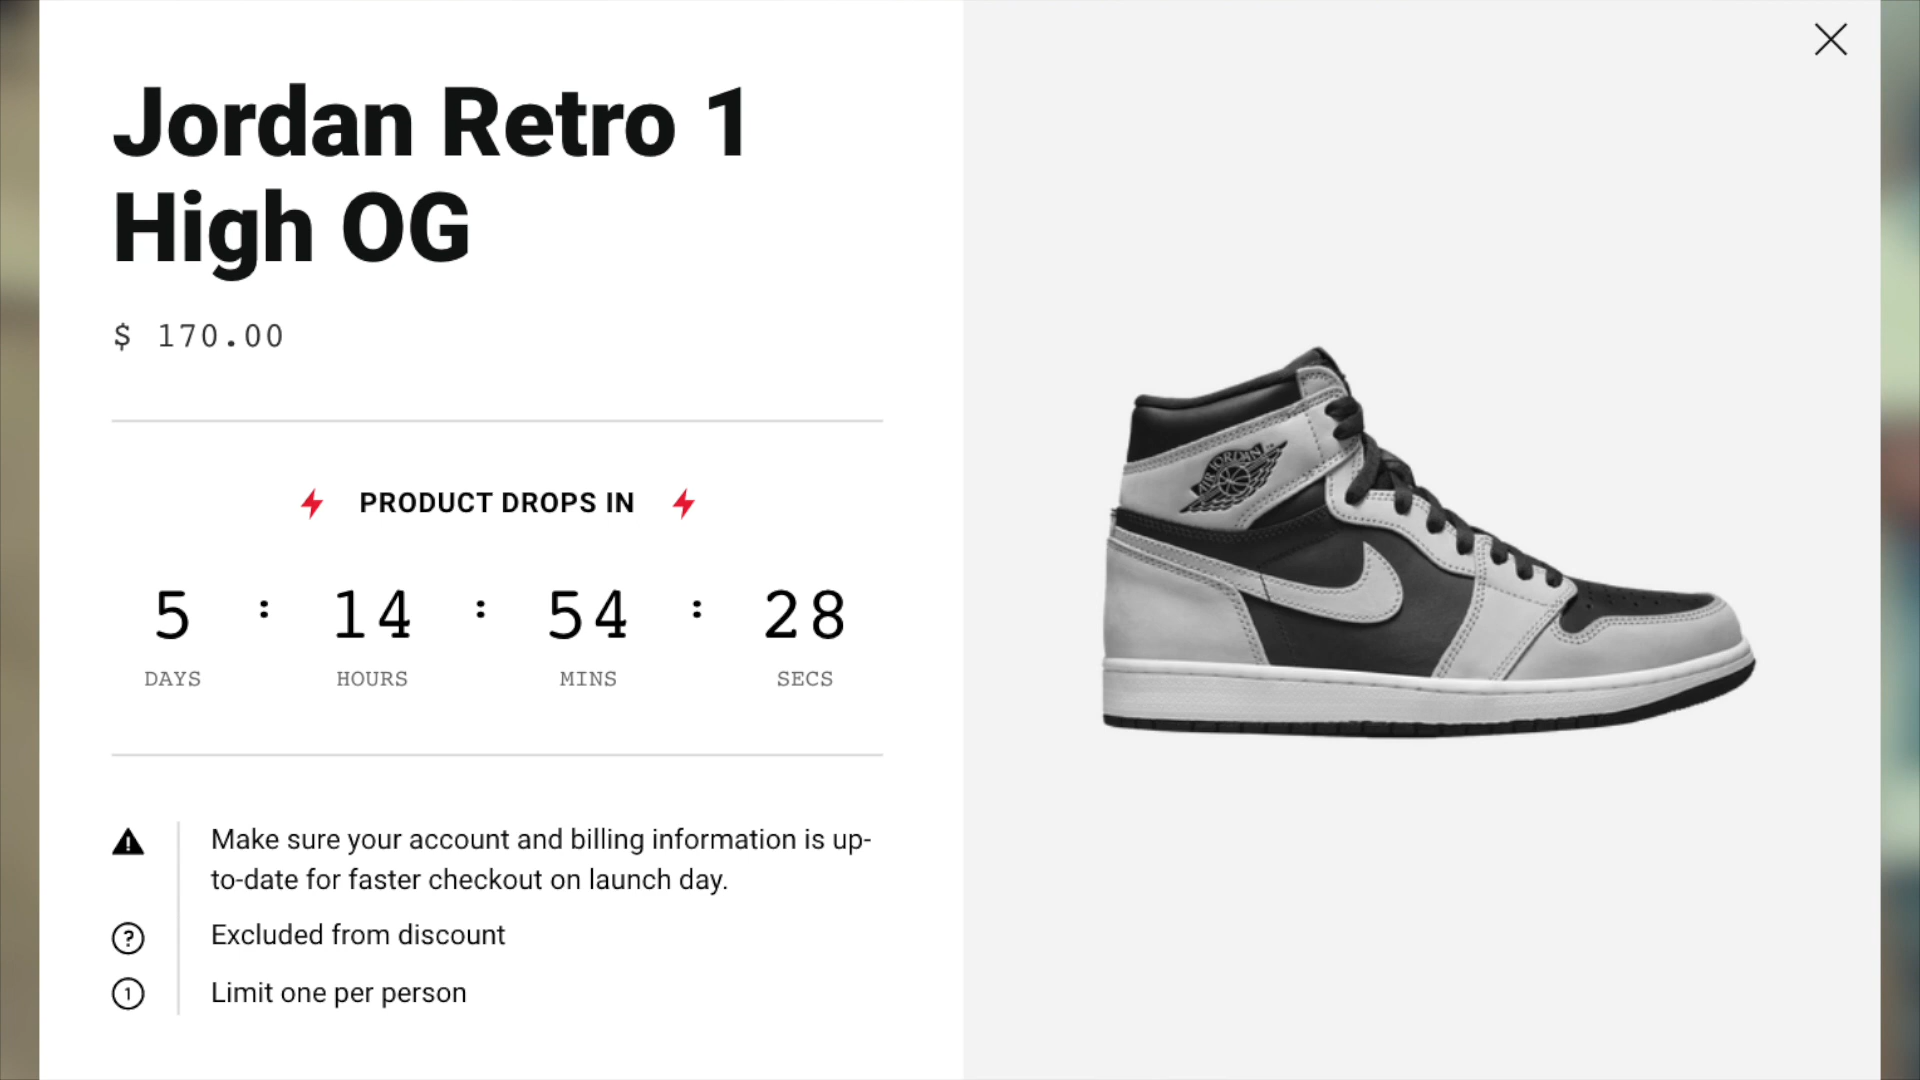 Jordan Retro 1
High OG
$ 170.00
PRODUCT DROPS IN
5 : 14 : 54 : 28
DAYS HOURS MINS SECS
Make sure your account and billing information is up-
to-date for faster checkout on launch day.
Excluded from discount
Limit one per person
AIR JORDAN